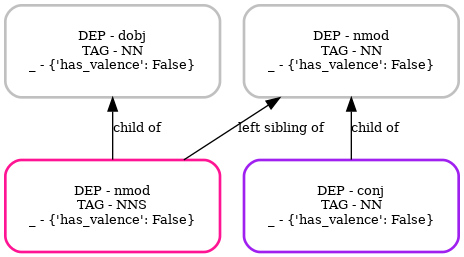 DEP - dobj
TAG - NN
_ - {'has_valence': False}
DEP - nmod
TAG - NN
_ - {'has_valence': False}
child of
left sibling of
child of
DEP - nmod
TAG - NNS
_ - {'has_valence': False}
DEP - conj
TAG - NN
_ - {'has_valence': False}